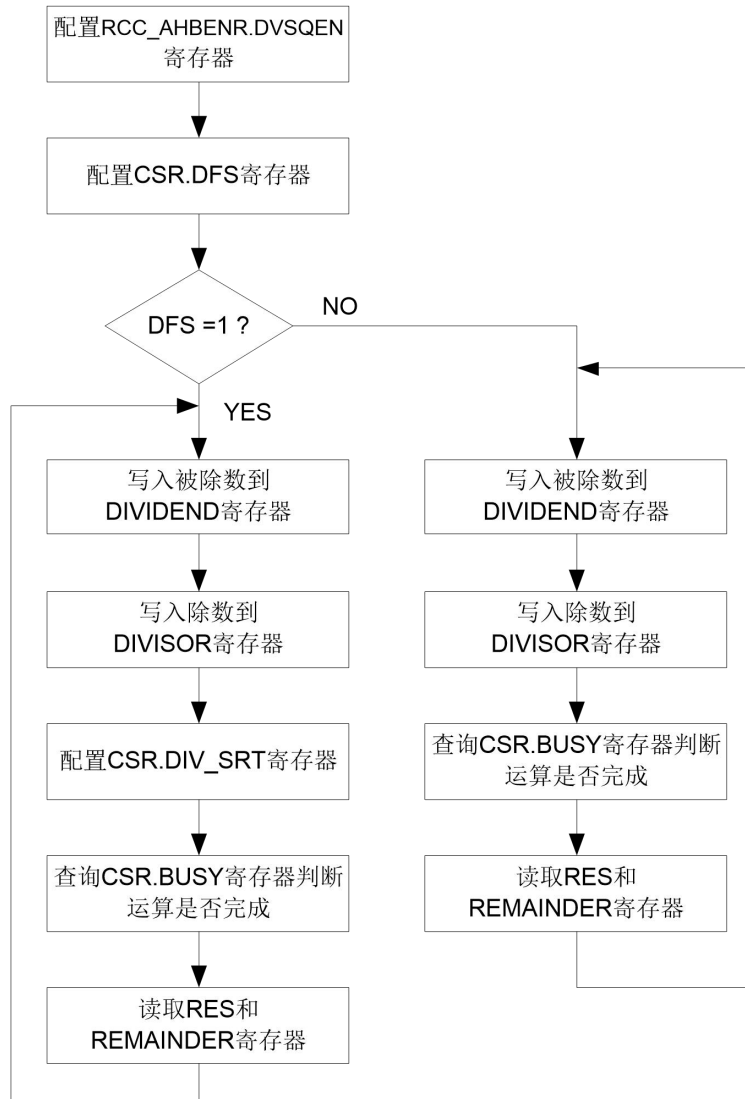 配置RCC_AHBENR.DVSQEN
寄存器
配置CSR.DFS寄存器
DFS =1 ?
NO
YES
写入被除数到
DIVIDEND寄存器
写入除数到
DIVISOR寄存器
配置CSR.DIV_SRT寄存器
查询CSR.BUSY寄存器判断
运算是否完成
读取RES和
REMAINDER寄存器
写入被除数到
DIVIDEND寄存器
写入除数到
DIVISOR寄存器
查询CSR.BUSY寄存器判断
运算是否完成
读取RES和
REMAINDER寄存器